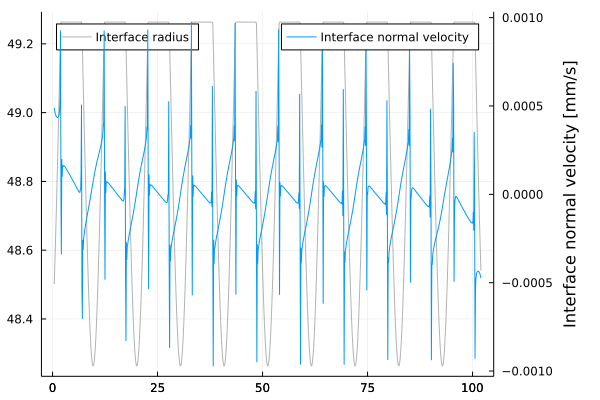 Interface radius
Interface normal velocity
49.2
49.0
48.8
48.6
48.4
0.0010
0.0005
0.0000
−0.0005
−0.0010
Interface normal velocity [mm/s]
0 25 50 75 100